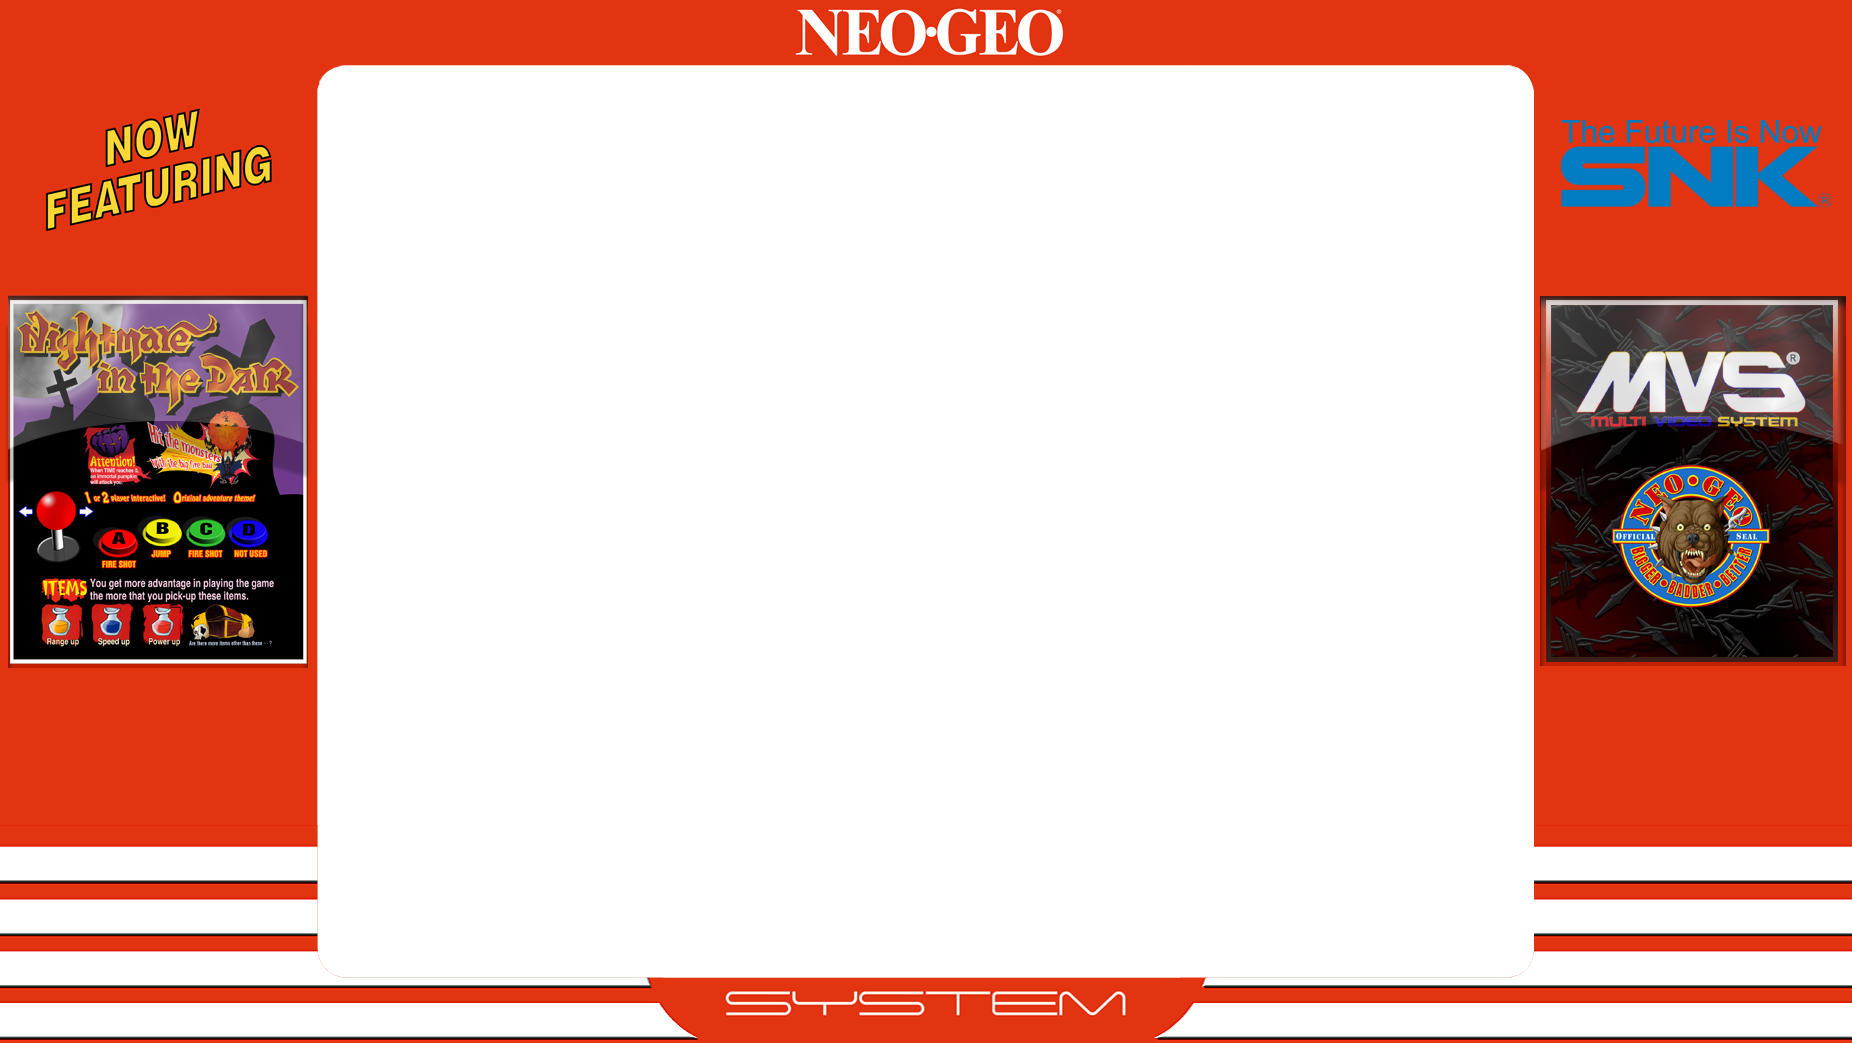 NEO•GEO®
NOW
FEATURING
Nightmare
in the Dark
Attention!
When TIME reaches 0,
an immortal pumpkin
will attack you.
Hit the monsters
with the big fire ball
1 or 2 player interactive! Original adventure theme!
A
B
C
D
FIRE SHOT
JUMP
FIRE SHOT
NOT USED
ITEMS
You get more advantage in playing the game
the more that you pick-up these items.
Range up
Speed up
Power up
Are there more items other than these ···?
The Future Is Now
SNK®
MVS®
MULTI VIDEO SYSTEM
NEO•GEO
OFFICIAL SEAL
BIGGER•BADDER•BETTER
SYSTEM